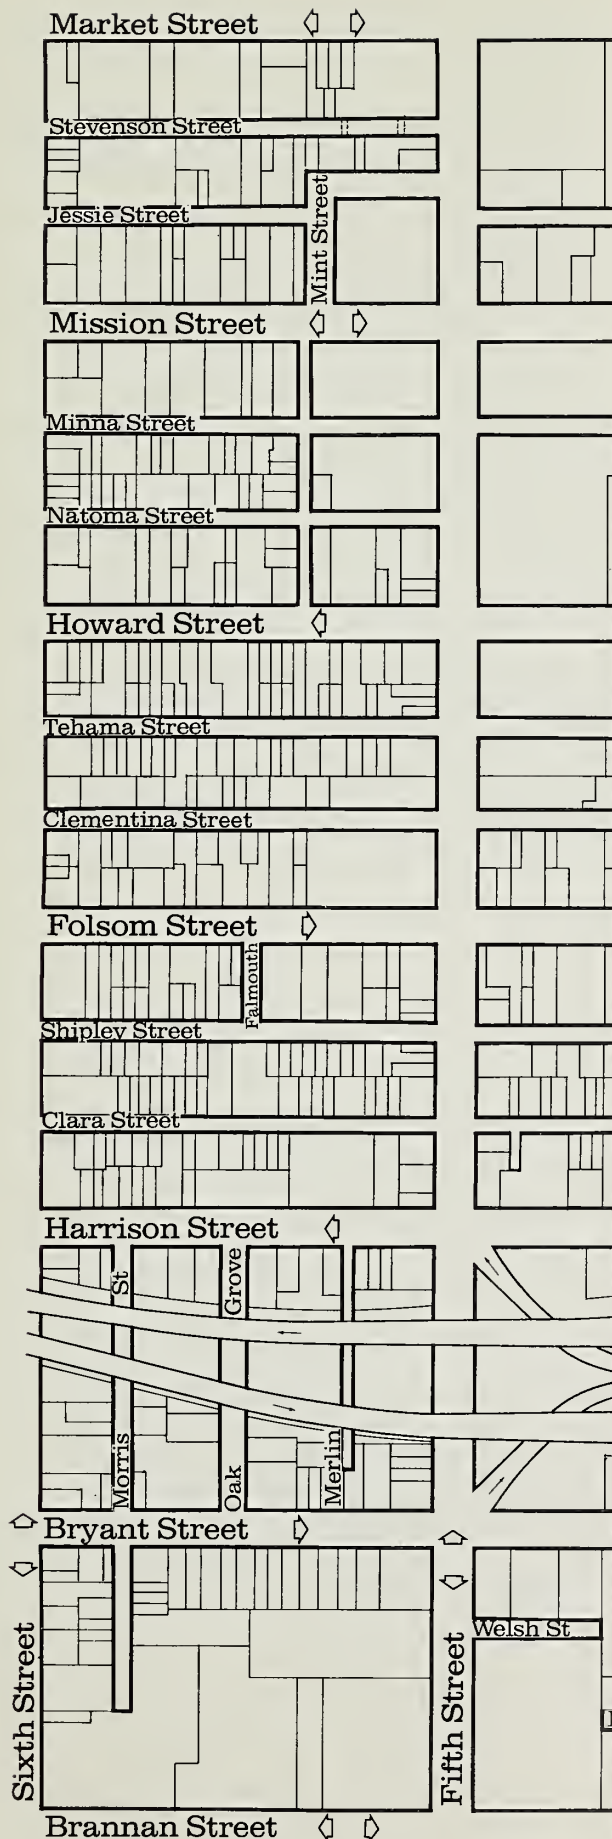 Market Street
Stevenson Street
Jessie Street
Mint Street
Mission Street
Minna Street
Natoma Street
Howard Street
Tehama Street
Clementina Street
Folsom Street
Falmouth
Shipley Street
Clara Street
Harrison Street
Morris St
Oak Grove
Merlin
Bryant Street
Sixth Street
Fifth Street
Welsh St
Brannan Street